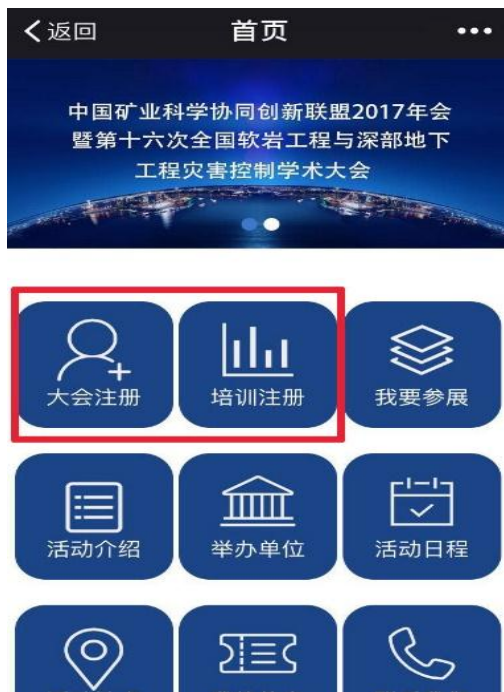 返回
首页
中国矿业科学协同创新联盟2017年会
暨第十六次全国软岩工程与深部地下
工程灾害控制学术大会
大会注册
培训注册
我要参展
活动介绍
举办单位
活动日程